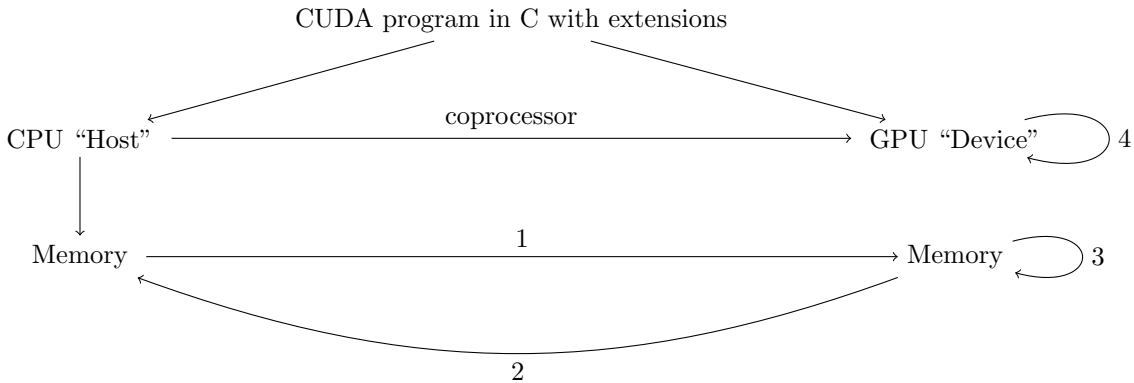 CUDA program in C with extensions
coprocessor
CPU “Host”
GPU “Device”
4
1
Memory
Memory
3
2